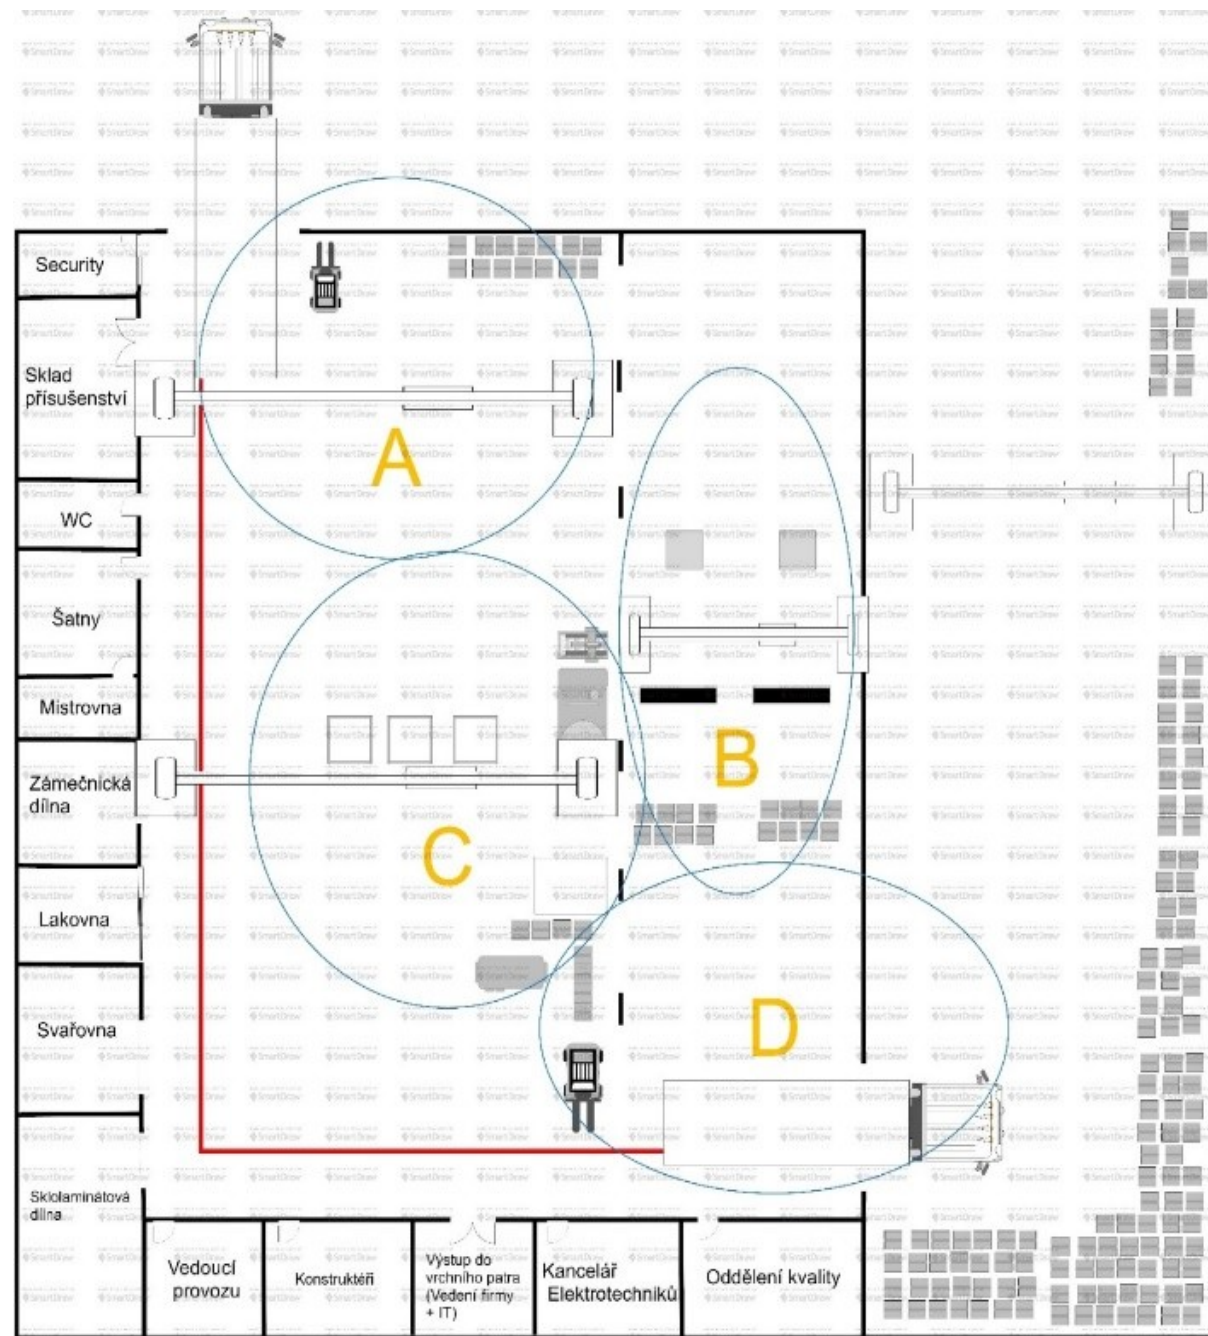 Security
Sklad
přísušenství
A
WC
Šatny
Mistrovna
B
Zámečnická
dílna
C
Lakovna
Svařovna
D
Sklolaminátová
dílna
Vedoucí
provozu
Konstruktéři
Výstup do
vrchního patra
(Vedení firmy
+ IT)
Kancelář
Elektrotechniků
Oddělení kvality
SmartDraw